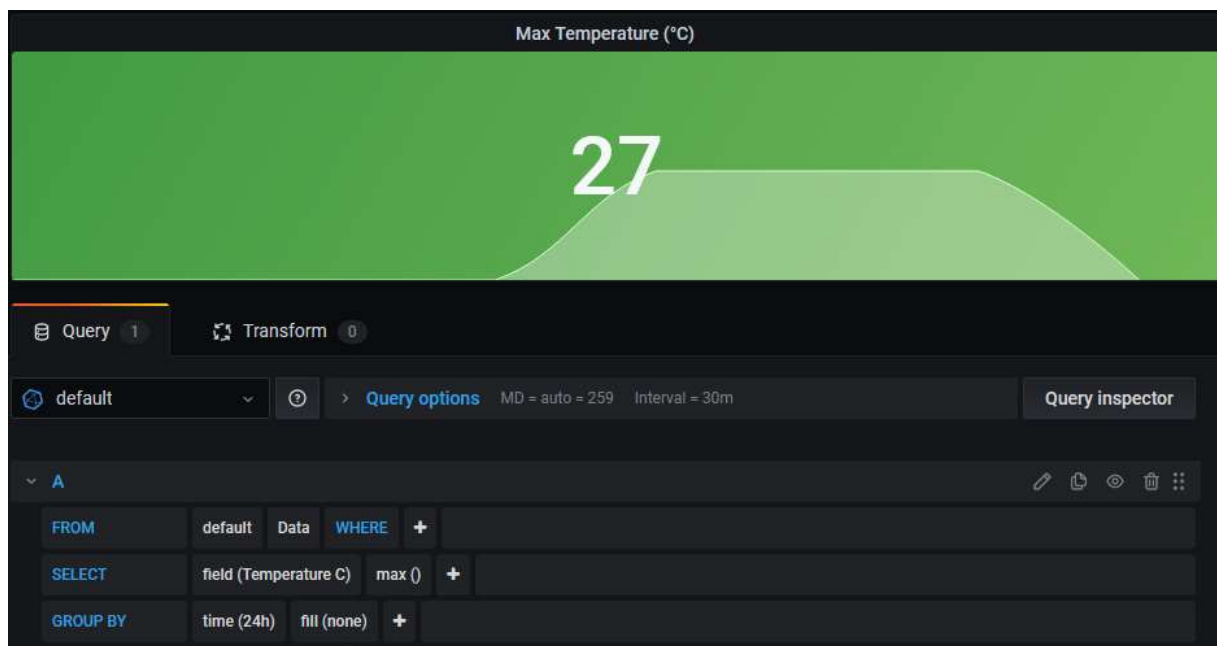 Max Temperature (°C)
27
Query 1 Transform 0
default Query options MD = auto = 259 Interval = 30m Query inspector
A
FROM default Data WHERE +
SELECT field (Temperature C) max () +
GROUP BY time (24h) fill (none) +